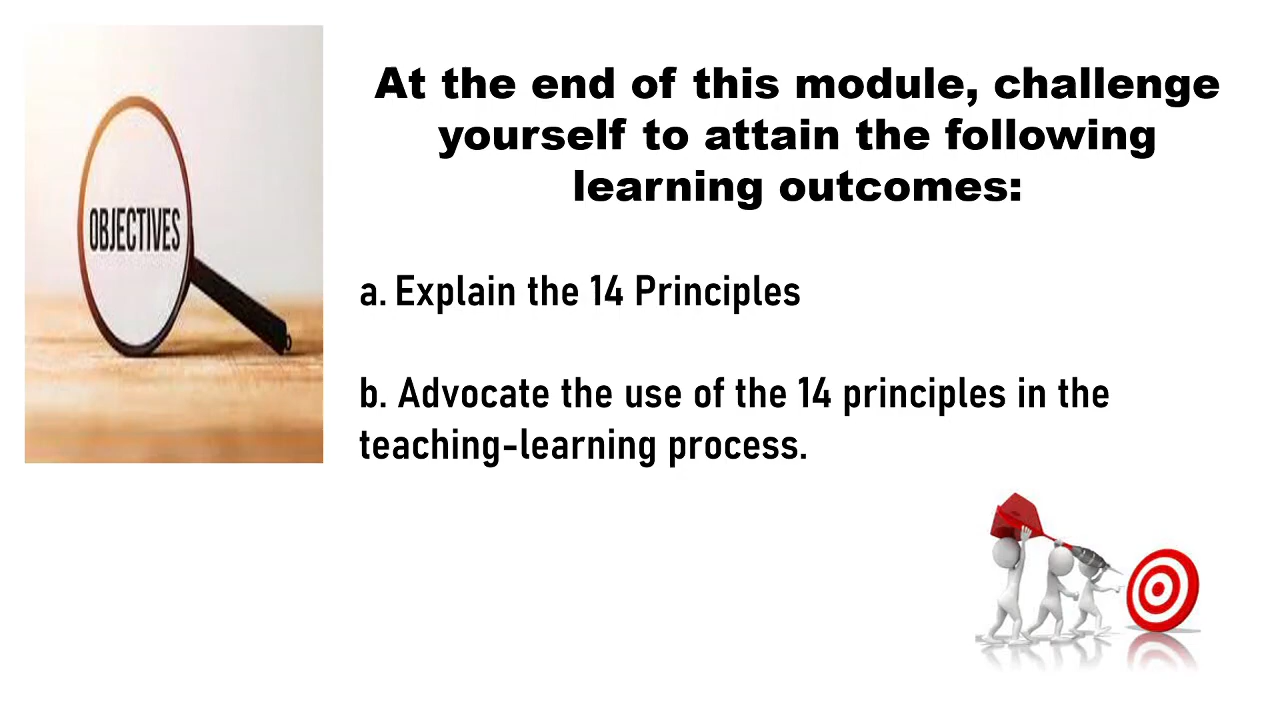 OBJECTIVES
At the end of this module, challenge
yourself to attain the following
learning outcomes:
a. Explain the 14 Principles
b. Advocate the use of the 14 principles in the
teaching-learning process.